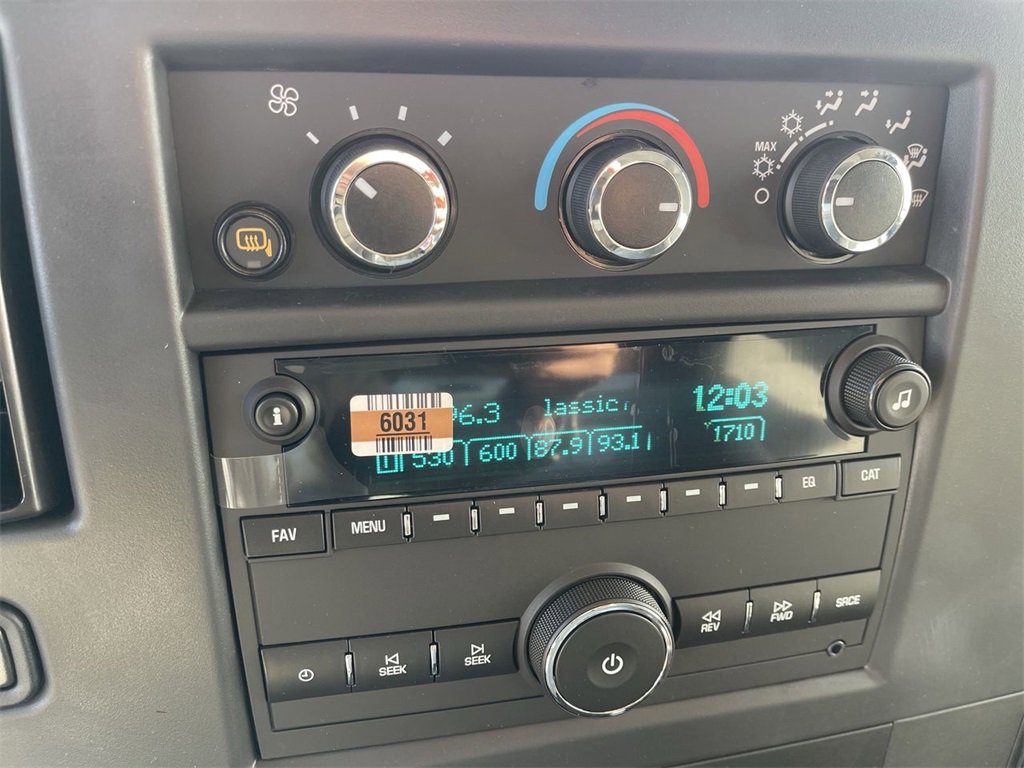 MAX
6031
96.3 lassic 12:03
530 600 87.9 93.1 1710
i
FAV MENU EQ CAT
SEEK SEEK REV FWD SRCE